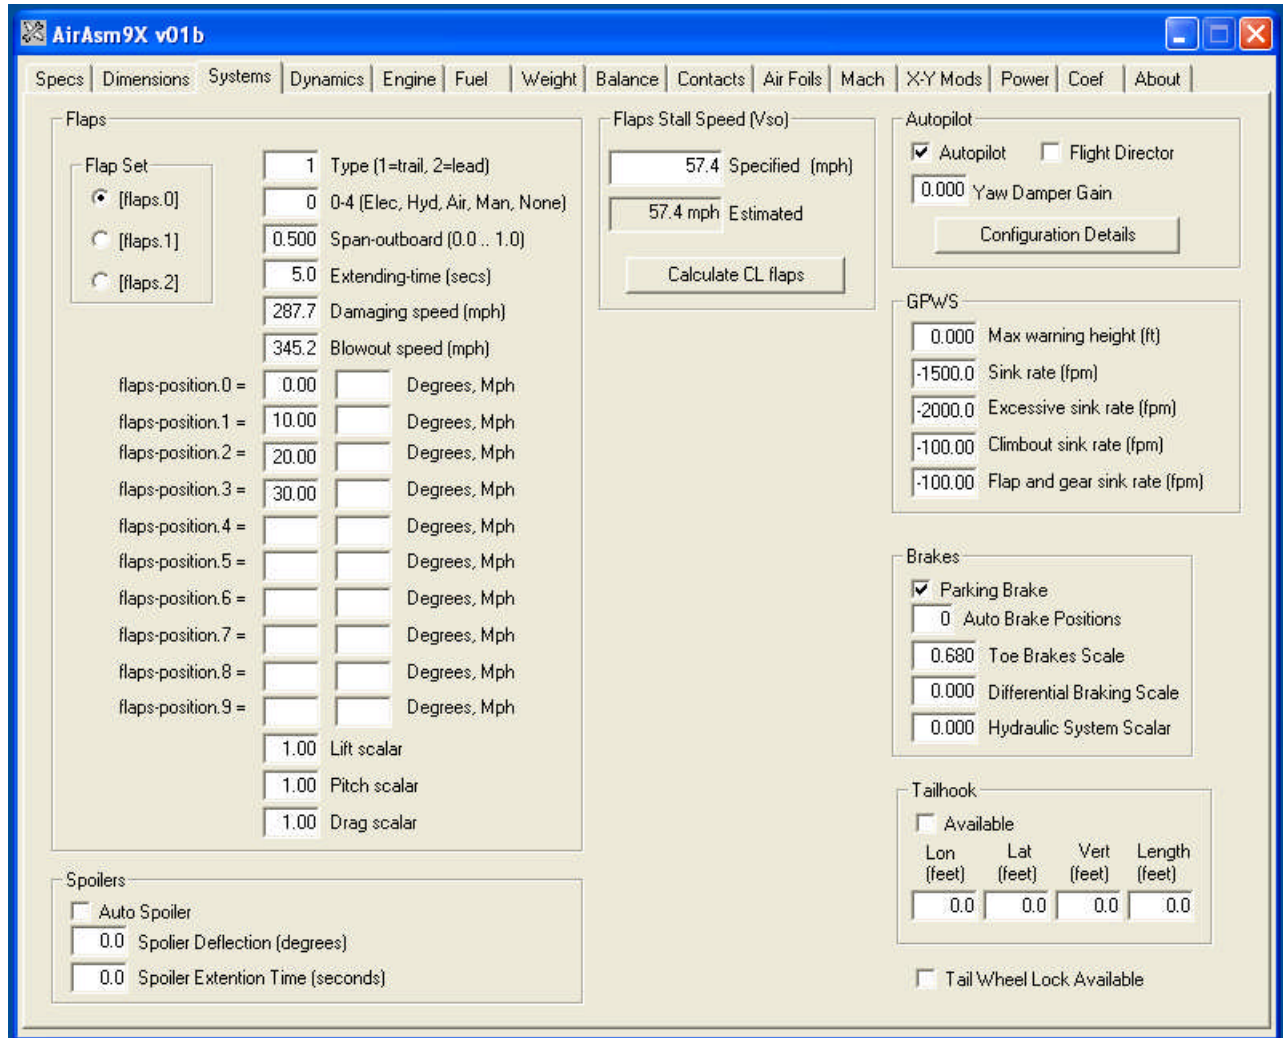 AirAsm9X v01b
Specs Dimensions Systems Dynamics Engine Fuel Weight Balance Contacts Air Foils Mach X-Y Mods Power Coef About
Flaps
Flap Set
[flaps.0]
[flaps.1]
[flaps.2]
1 Type (1=trail, 2=lead)
0 0-4 (Elec, Hyd, Air, Man, None)
0.500 Span-outboard (0.0 .. 1.0)
5.0 Extending-time (secs)
287.7 Damaging speed (mph)
345.2 Blowout speed (mph)
flaps-position.0 = 0.00 Degrees, Mph
flaps-position.1 = 10.00 Degrees, Mph
flaps-position.2 = 20.00 Degrees, Mph
flaps-position.3 = 30.00 Degrees, Mph
flaps-position.4 = Degrees, Mph
flaps-position.5 = Degrees, Mph
flaps-position.6 = Degrees, Mph
flaps-position.7 = Degrees, Mph
flaps-position.8 = Degrees, Mph
flaps-position.9 = Degrees, Mph
1.00 Lift scalar
1.00 Pitch scalar
1.00 Drag scalar
Spoilers
Auto Spoiler
0.0 Spolier Deflection (degrees)
0.0 Spoiler Extention Time (seconds)
Flaps Stall Speed (Vso)
57.4 Specified (mph)
57.4 mph Estimated
Calculate CL flaps
Autopilot
Autopilot Flight Director
0.000 Yaw Damper Gain
Configuration Details
GPWS
0.000 Max warning height (ft)
-1500.0 Sink rate (fpm)
-2000.0 Excessive sink rate (fpm)
-100.00 Climbout sink rate (fpm)
-100.00 Flap and gear sink rate (fpm)
Brakes
Parking Brake
0 Auto Brake Positions
0.680 Toe Brakes Scale
0.000 Differential Braking Scale
0.000 Hydraulic System Scalar
Tailhook
Available
Lon Lat Vert Length
(feet) (feet) (feet) (feet)
0.0 0.0 0.0 0.0
Tail Wheel Lock Available